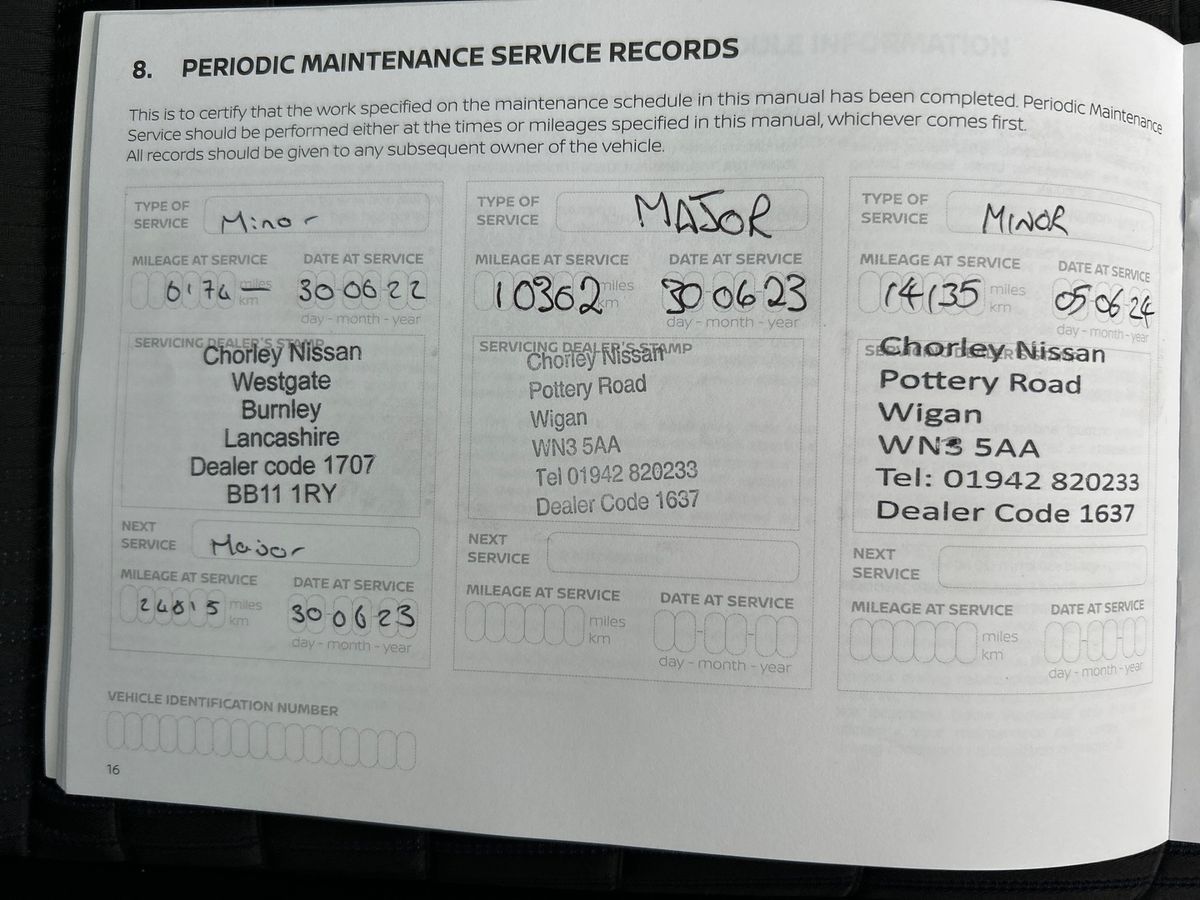 8. PERIODIC MAINTENANCE SERVICE RECORDS
This is to certify that the work specified on the maintenance schedule in this manual has been completed. Periodic Maintenance
Service should be performed either at the times or mileages specified in this manual, whichever comes first.
All records should be given to any subsequent owner of the vehicle.
TYPE OF
SERVICE Minor
MILEAGE AT SERVICE DATE AT SERVICE
miles
km
30 06 22
day - month - year
SERVICING DEALER'S STAMP
Chorley Nissan
Westgate
Burnley
Lancashire
Dealer code 1707
BB11 1RY
NEXT
SERVICE Major
MILEAGE AT SERVICE DATE AT SERVICE
miles
km
30 06 23
day - month - year
TYPE OF
SERVICE MAJOR
MILEAGE AT SERVICE DATE AT SERVICE
10362 miles
km
30 06 23
day - month - year
SERVICING DEALER'S STAMP
Chorley Nissan
Pottery Road
Wigan
WN3 5AA
Tel 01942 820233
Dealer Code 1637
NEXT
SERVICE
MILEAGE AT SERVICE DATE AT SERVICE
miles
km
day - month - year
TYPE OF
SERVICE MINOR
MILEAGE AT SERVICE DATE AT SERVICE
14135 miles
km
05 06 24
day - month - year
SERVICING DEALER'S STAMP
Chorley Nissan
Pottery Road
Wigan
WN3 5AA
Tel: 01942 820233
Dealer Code 1637
NEXT
SERVICE
MILEAGE AT SERVICE DATE AT SERVICE
miles
km
day - month - year
VEHICLE IDENTIFICATION NUMBER
16